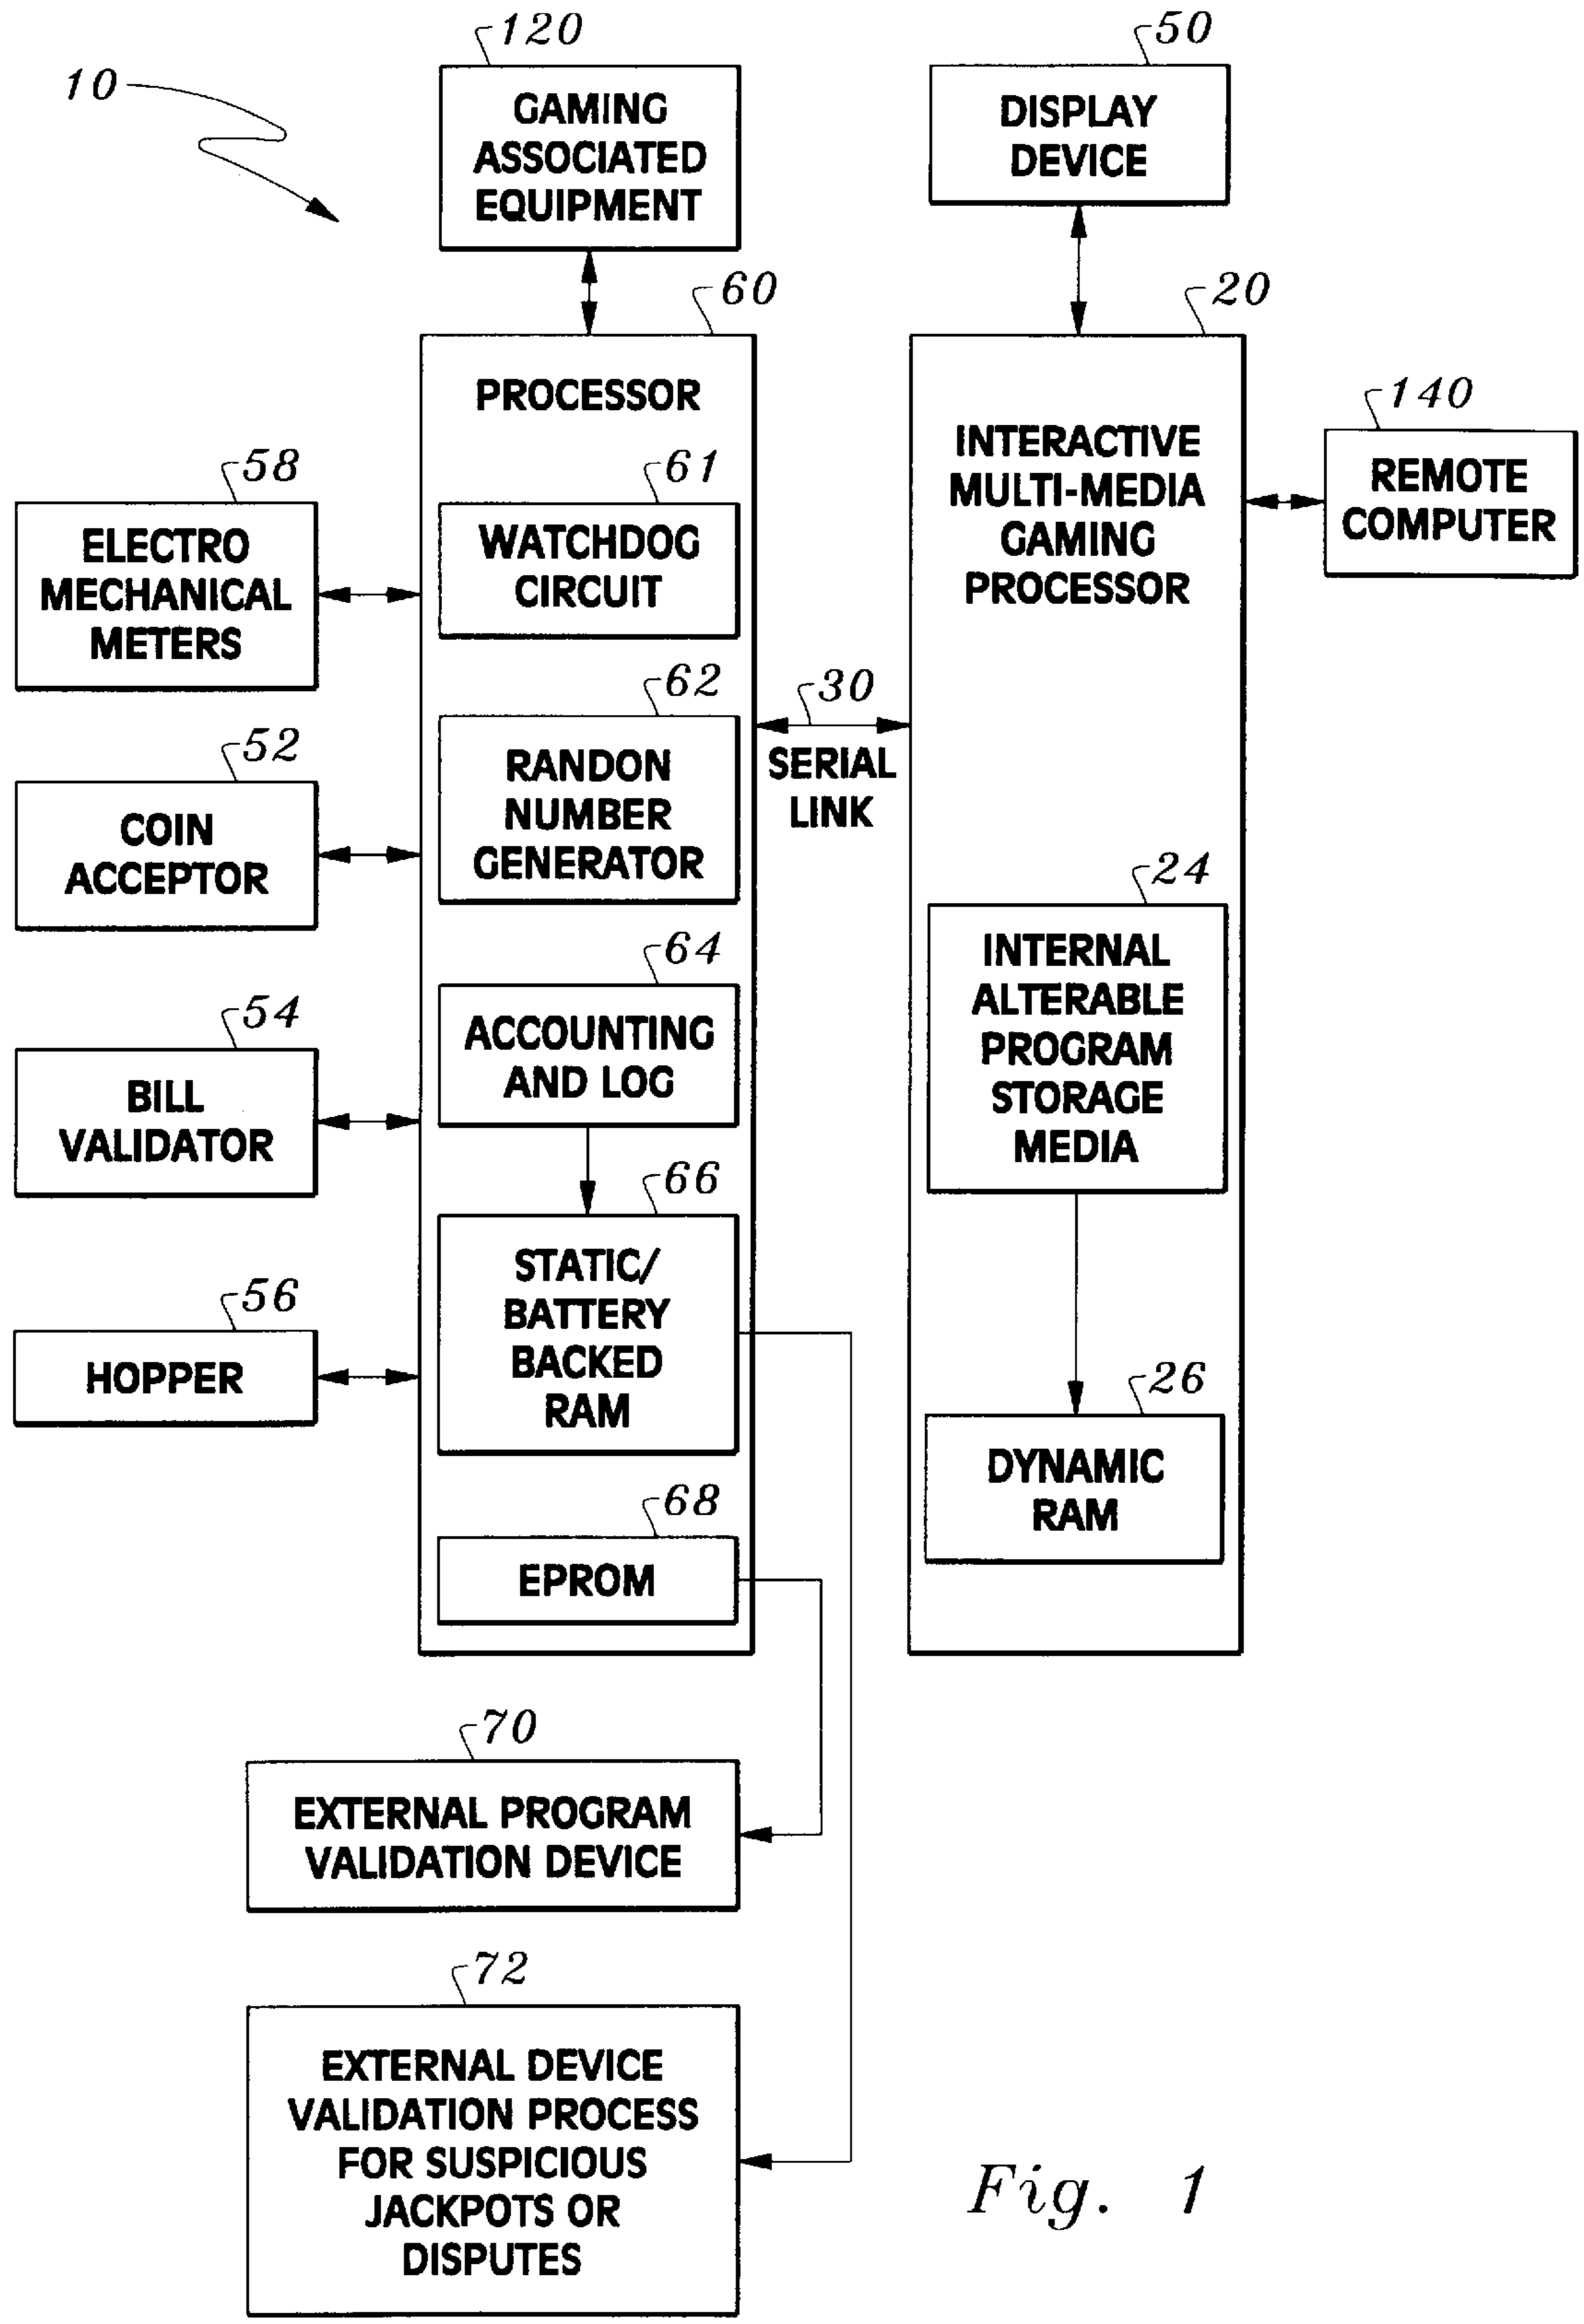 120
GAMING
ASSOCIATED
EQUIPMENT
50
DISPLAY
DEVICE
10
60
PROCESSOR
20
INTERACTIVE
MULTI-MEDIA
GAMING
PROCESSOR
140
REMOTE
COMPUTER
58
ELECTRO
MECHANICAL
METERS
61
WATCHDOG
CIRCUIT
62
RANDON
NUMBER
GENERATOR
30
SERIAL
LINK
52
COIN
ACCEPTOR
24
INTERNAL
ALTERABLE
PROGRAM
STORAGE
MEDIA
64
ACCOUNTING
AND LOG
54
BILL
VALIDATOR
66
STATIC/
BATTERY
BACKED
RAM
56
HOPPER
26
DYNAMIC
RAM
68
EPROM
70
EXTERNAL PROGRAM
VALIDATION DEVICE
72
EXTERNAL DEVICE
VALIDATION PROCESS
FOR SUSPICIOUS
JACKPOTS OR
DISPUTES
Fig. 1